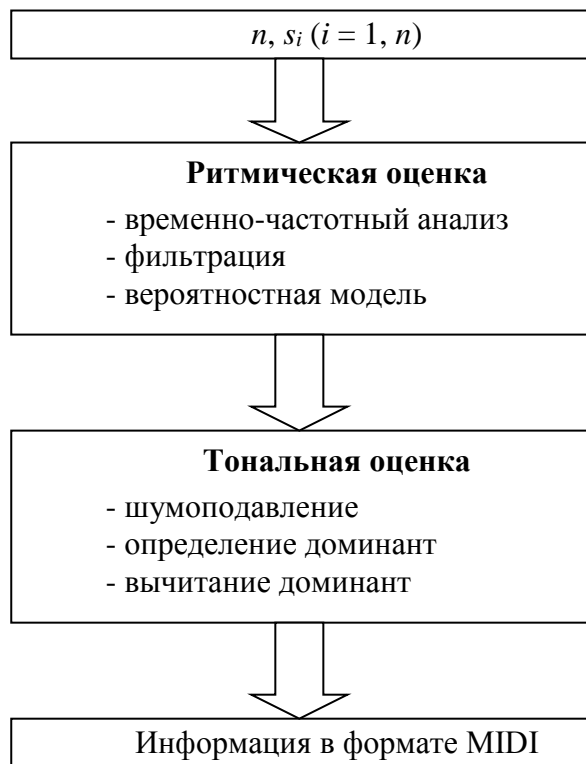 n, sᵢ (i = 1, n)
Ритмическая оценка
- временно-частотный анализ
- фильтрация
- вероятностная модель
Тональная оценка
- шумоподавление
- определение доминант
- вычитание доминант
Информация в формате MIDI